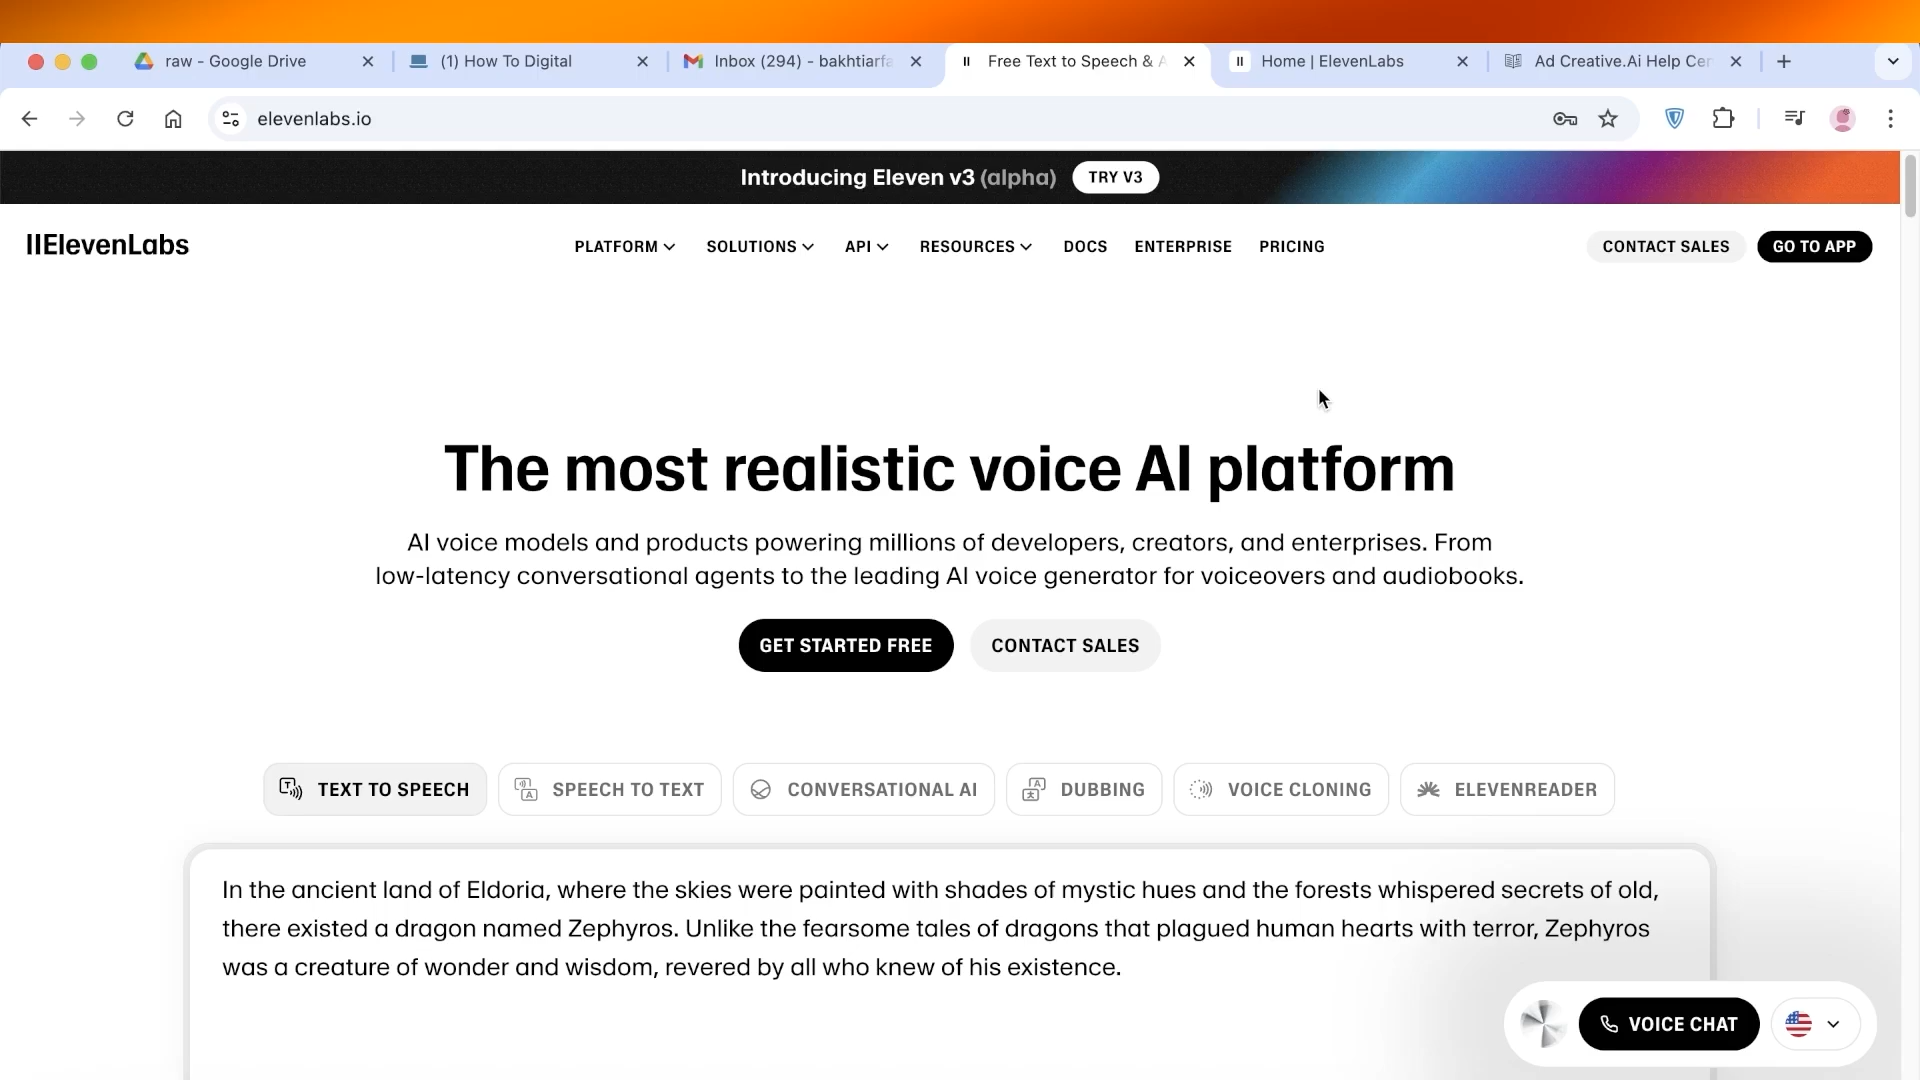 raw - Google Drive
(1) How To Digital
Inbox (294) - bakhtiarfa
Free Text to Speech & A
Home | ElevenLabs
Ad Creative.Ai Help Cen
elevenlabs.io
Introducing Eleven v3 (alpha) TRY V3
IIElevenLabs
PLATFORM SOLUTIONS API RESOURCES DOCS ENTERPRISE PRICING
CONTACT SALES GO TO APP
The most realistic voice AI platform
AI voice models and products powering millions of developers, creators, and enterprises. From
low-latency conversational agents to the leading AI voice generator for voiceovers and audiobooks.
GET STARTED FREE CONTACT SALES
TEXT TO SPEECH SPEECH TO TEXT CONVERSATIONAL AI DUBBING VOICE CLONING ELEVENREADER
In the ancient land of Eldoria, where the skies were painted with shades of mystic hues and the forests whispered secrets of old,
there existed a dragon named Zephyros. Unlike the fearsome tales of dragons that plagued human hearts with terror, Zephyros
was a creature of wonder and wisdom, revered by all who knew of his existence.
VOICE CHAT